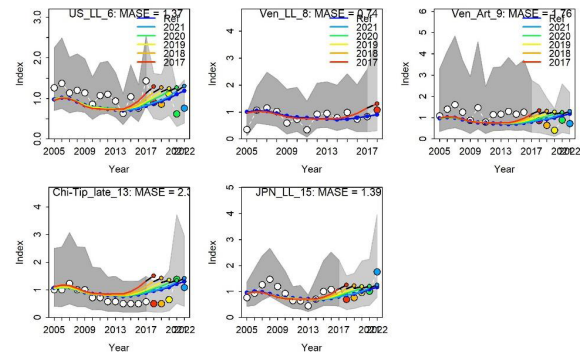 US_LL_6: MASE = 1.37
Ref
2021
2020
2019
2018
2017
Index
0.0 1.0 2.0 3.0
2005 2009 2013 2017 2022
Year
Ven_LL_8: MASE = 0.74
Ref
2021
2020
2019
2018
2017
Index
0 1 2 3 4 5
2005 2009 2013 2017
Year
Ven_Art_9: MASE = 1.76
Ref
2021
2020
2019
2018
2017
Index
0 1 2 3 4 5 6
2005 2009 2013 2017 2022
Year
Chi-Tip_late_13: MASE = 2.
Index
0 1 2 3 4 5
2005 2009 2013 2017 2022
Year
JPN_LL_15: MASE = 1.39
Index
0 1 2 3 4 5
2005 2009 2013 2017 2022
Year